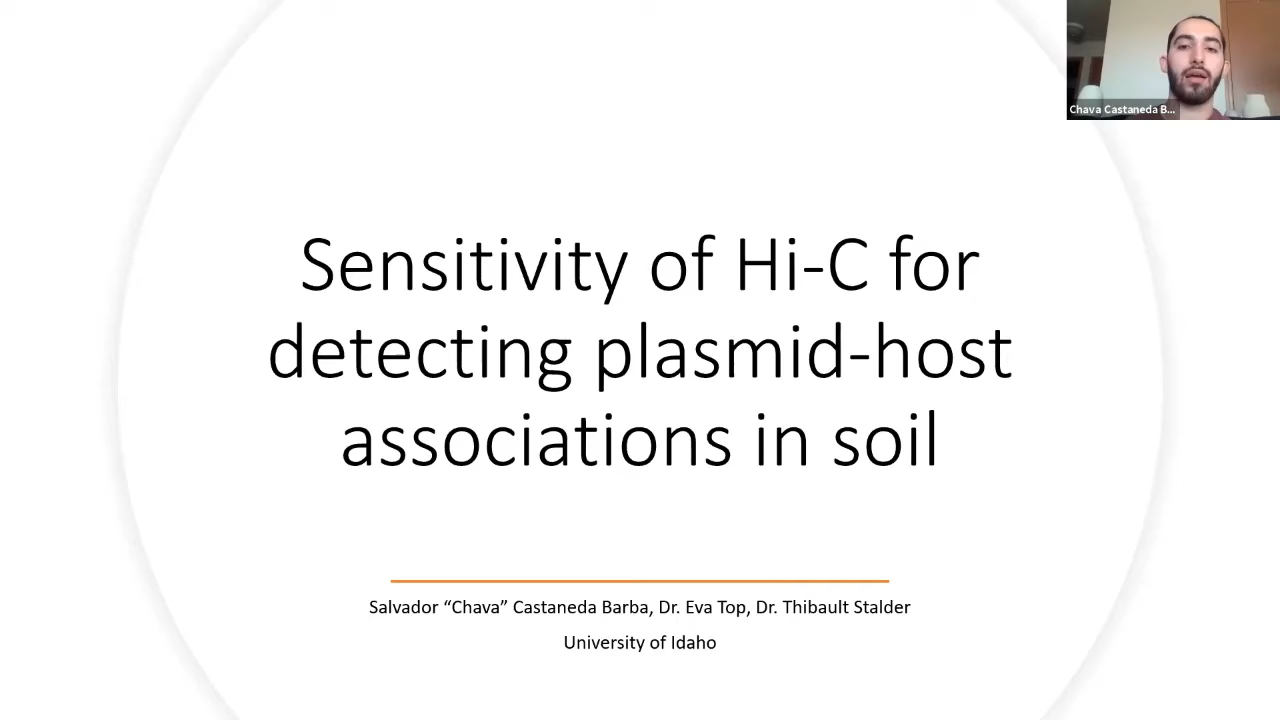 Chava Castaneda B...
Sensitivity of Hi-C for
detecting plasmid-host
associations in soil
Salvador “Chava” Castaneda Barba, Dr. Eva Top, Dr. Thibault Stalder
University of Idaho